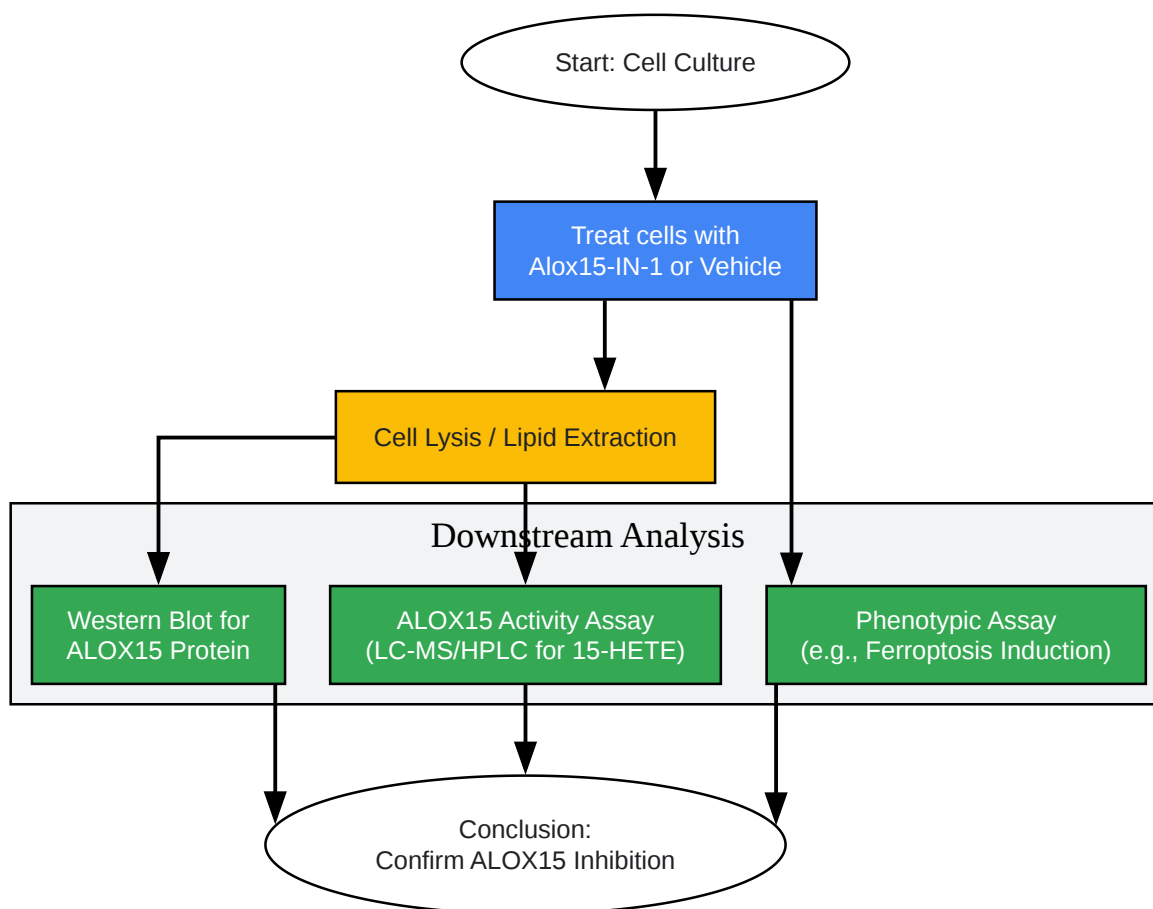 Start: Cell Culture
Treat cells with
Alox15-IN-1 or Vehicle
Cell Lysis / Lipid Extraction
Downstream Analysis
Western Blot for
ALOX15 Protein
ALOX15 Activity Assay
(LC-MS/HPLC for 15-HETE)
Phenotypic Assay
(e.g., Ferroptosis Induction)
Conclusion:
Confirm ALOX15 Inhibition